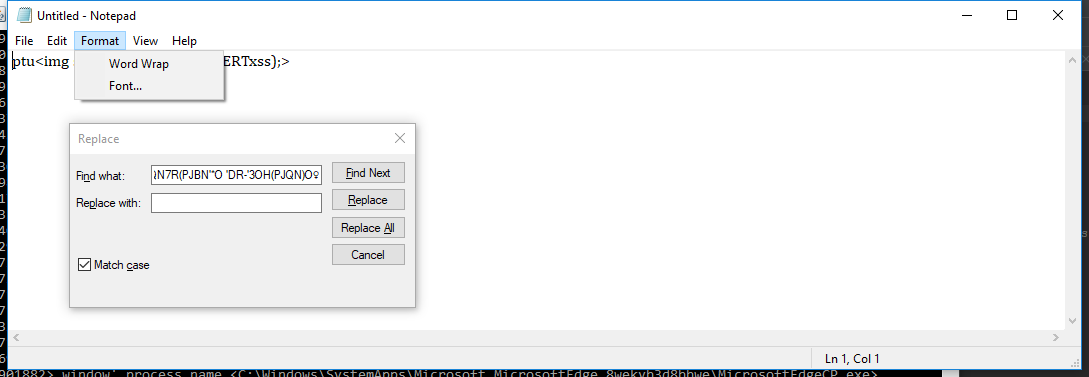 Untitled - Notepad
File Edit Format View Help
ptu<img ERTxss);>
Word Wrap
Font...
Replace
Find what: N7R(PJBN'"O 'DR-'3OH(PJQN)O♀ Find Next
Replace with: Replace
Replace All
Cancel
Match case
Ln 1, Col 1
001882> window' process name <C:\Windows\SystemApps\Microsoft.MicrosoftEdge_8wekyb3d8bbwe\MicrosoftEdgeCP.exe>